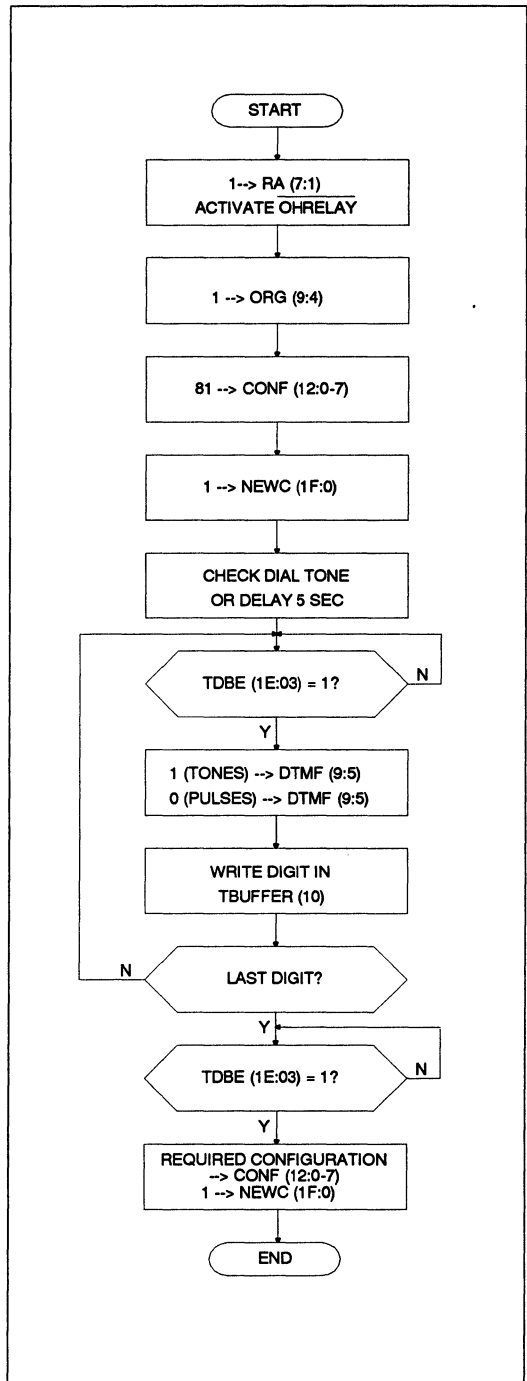 START
1--> RA (7:1)
ACTIVATE OHRELAY
1 --> ORG (9:4)
81 --> CONF (12:0-7)
1 --> NEWC (1F:0)
CHECK DIAL TONE
OR DELAY 5 SEC
TDBE (1E:03) = 1?
N
Y
1 (TONES) --> DTMF (9:5)
0 (PULSES) --> DTMF (9:5)
WRITE DIGIT IN
TBUFFER (10)
N
LAST DIGIT?
Y
TDBE (1E:03) = 1?
N
Y
REQUIRED CONFIGURATION
--> CONF (12:0-7)
1 --> NEWC (1F:0)
END